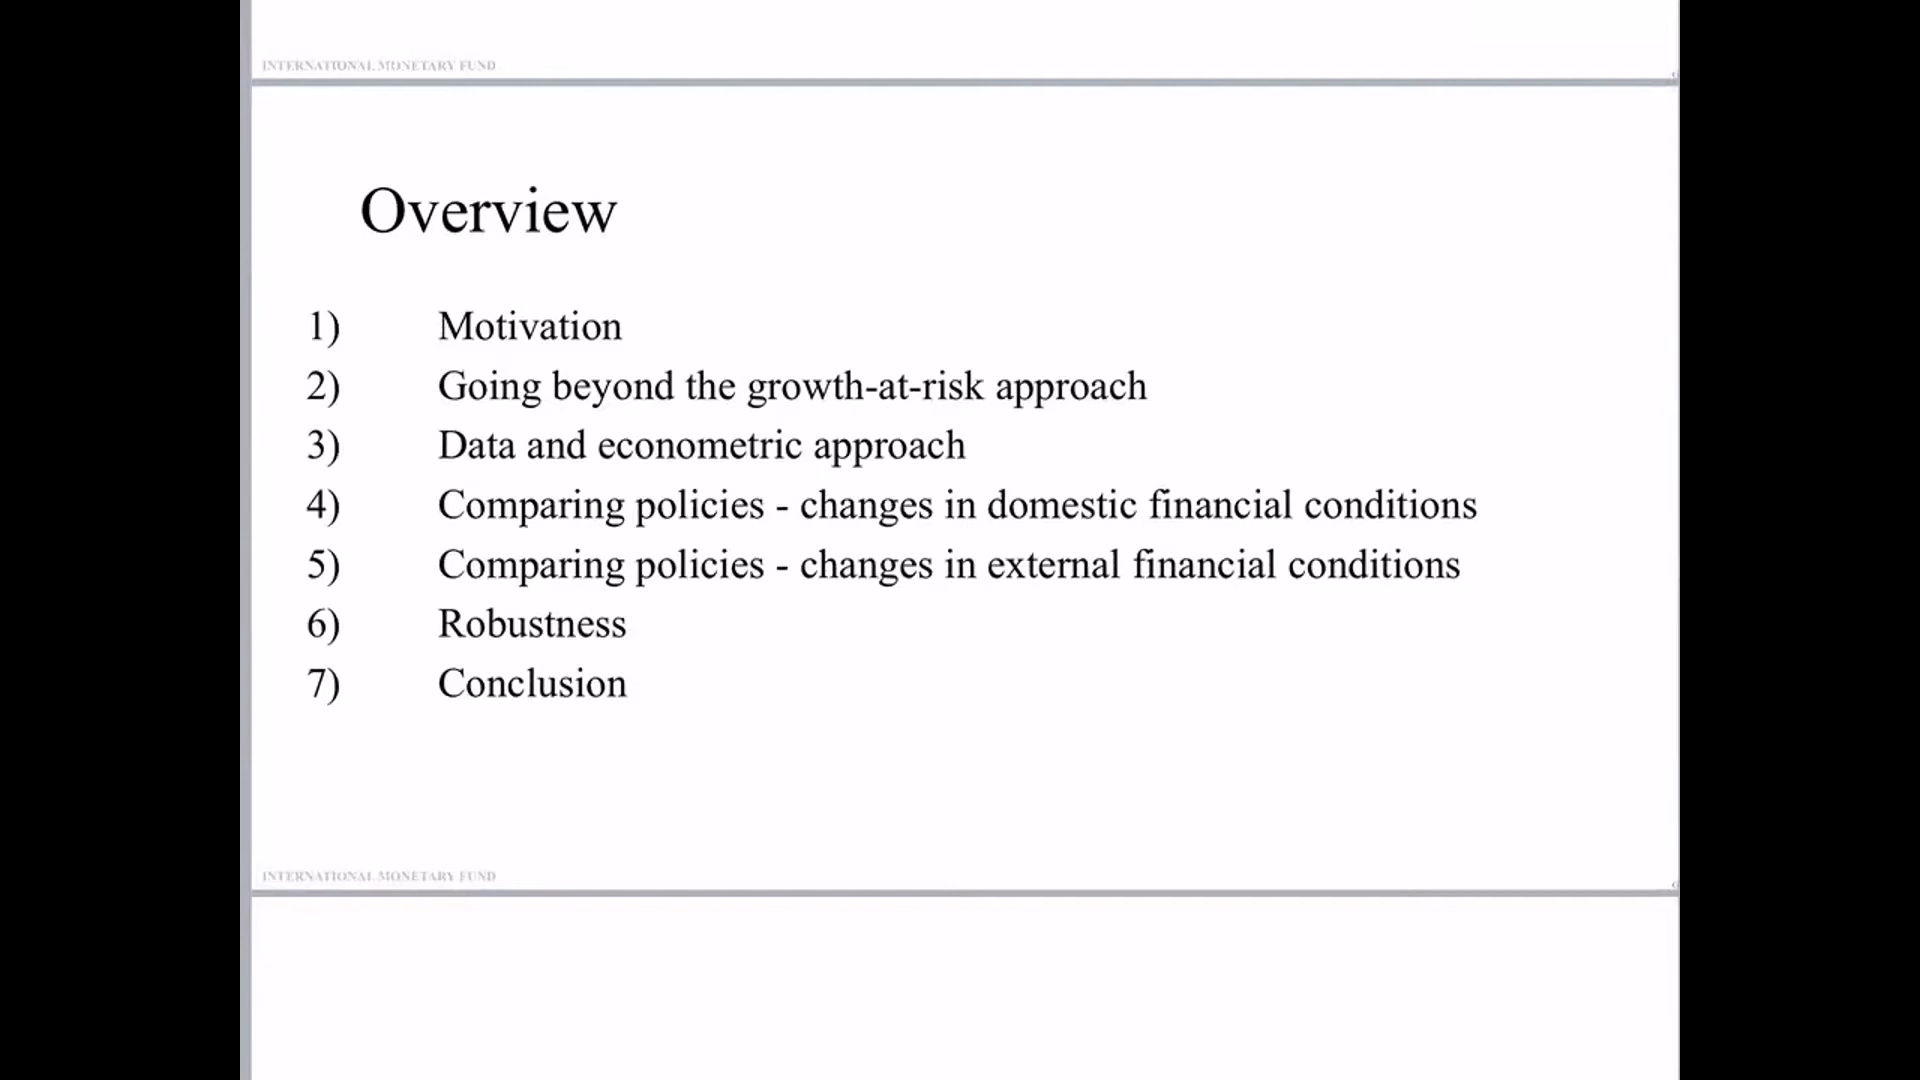 INTERNATIONAL MONETARY FUND
Overview
1) Motivation
2) Going beyond the growth-at-risk approach
3) Data and econometric approach
4) Comparing policies - changes in domestic financial conditions
5) Comparing policies - changes in external financial conditions
6) Robustness
7) Conclusion
INTERNATIONAL MONETARY FUND